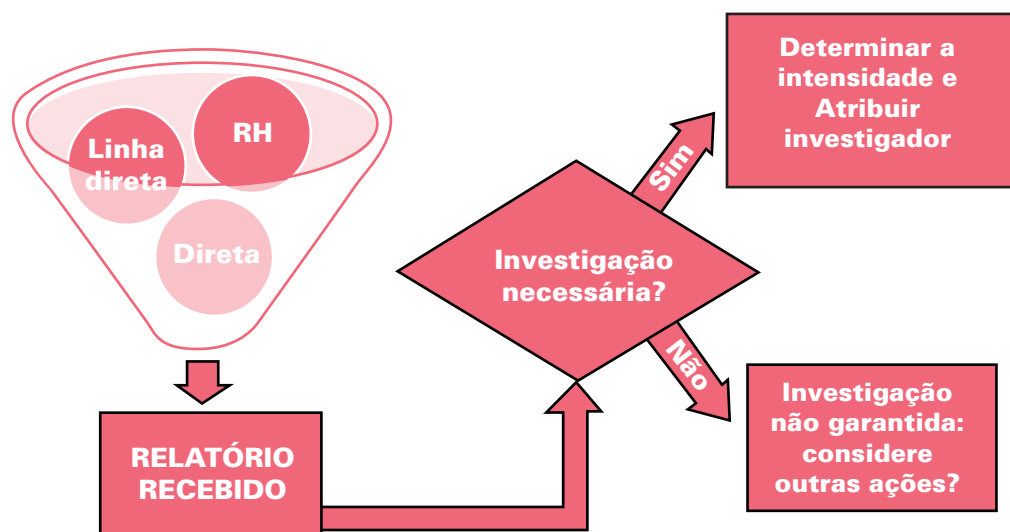 Linha
direta
RH
Direta
RELATÓRIO
RECEBIDO
Investigação
necessária?
Sim
Determinar a
intensidade e
Atribuir
investigador
Não
Investigação
não garantida:
considere
outras ações?